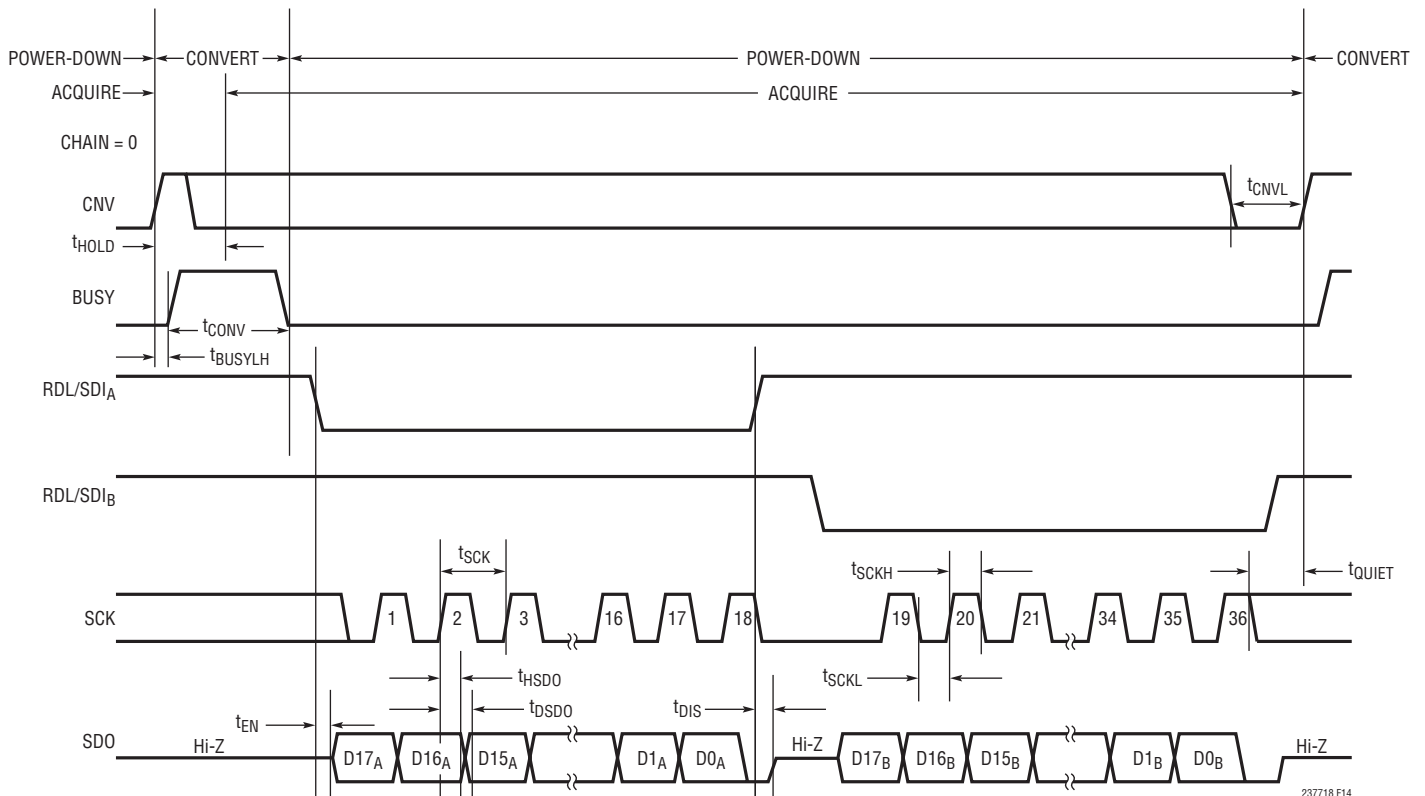 POWER-DOWN CONVERT POWER-DOWN CONVERT
ACQUIRE ACQUIRE
CHAIN = 0
CNV tCNVL
tHOLD
BUSY
tCONV
tBUSYLH
RDL/SDIA
RDL/SDIB
tSCK tSCKH tQUIET
SCK 1 2 3 16 17 18 19 20 21 34 35 36
tHSDO tSCKL
tEN tDSDO tDIS
SDO Hi-Z D17A D16A D15A D1A D0A Hi-Z D17B D16B D15B D1B D0B Hi-Z
237718 F14